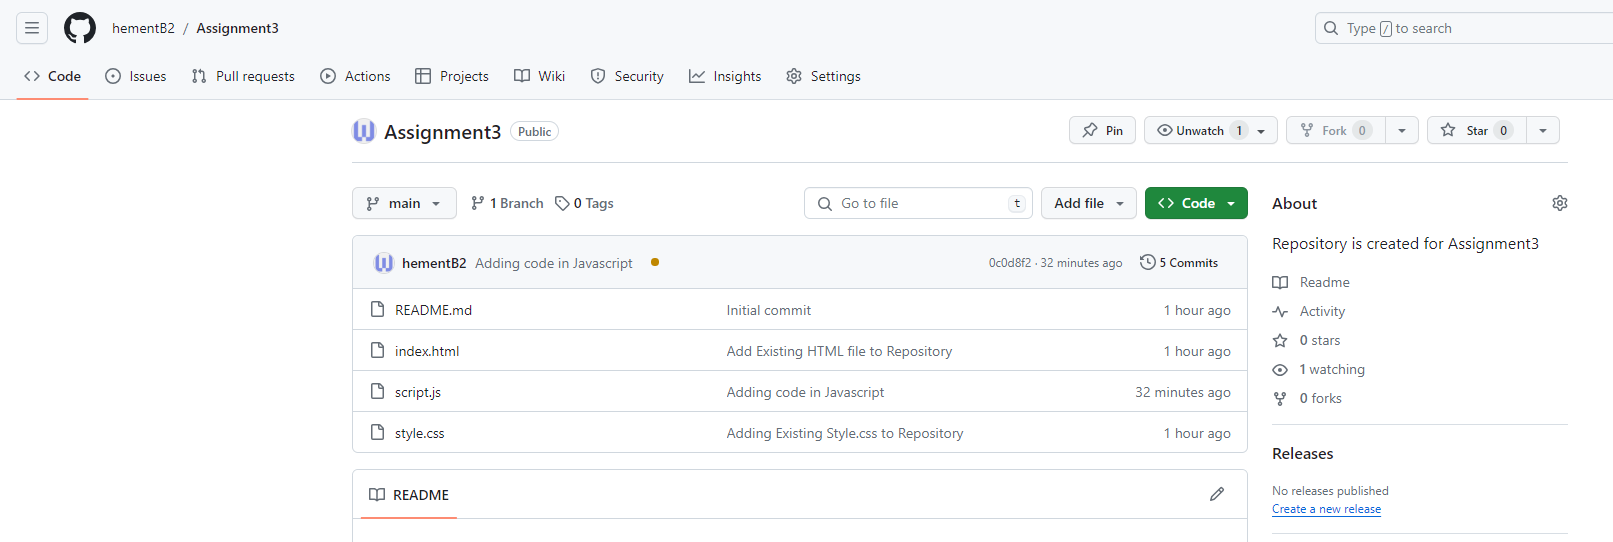 hementB2 / Assignment3
Type / to search
Code Issues Pull requests Actions Projects Wiki Security Insights Settings
Assignment3 Public
Pin Unwatch 1 Fork 0 Star 0
main 1 Branch 0 Tags Go to file t Add file Code
hementB2 Adding code in Javascript 0c0d8f2 · 32 minutes ago 5 Commits
README.md Initial commit 1 hour ago
index.html Add Existing HTML file to Repository 1 hour ago
script.js Adding code in Javascript 32 minutes ago
style.css Adding Existing Style.css to Repository 1 hour ago
README
About
Repository is created for Assignment3
Readme
Activity
0 stars
1 watching
0 forks
Releases
No releases published
Create a new release